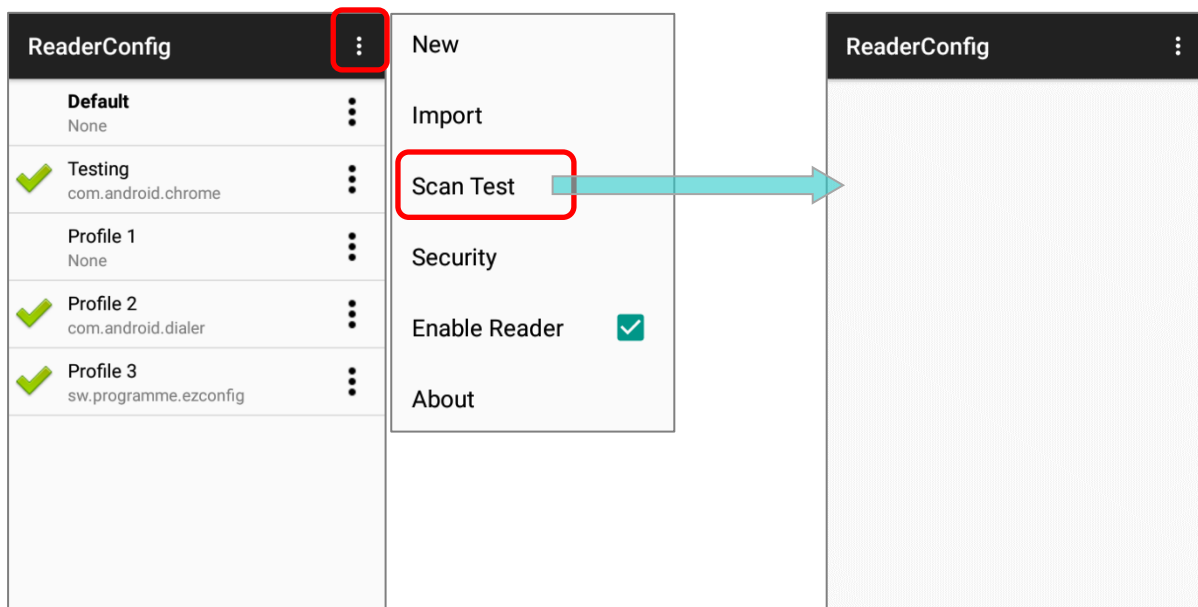 ReaderConfig
Default
None
Testing
com.android.chrome
Profile 1
None
Profile 2
com.android.dialer
Profile 3
sw.programme.ezconfig
New
Import
Scan Test
Security
Enable Reader
About
ReaderConfig